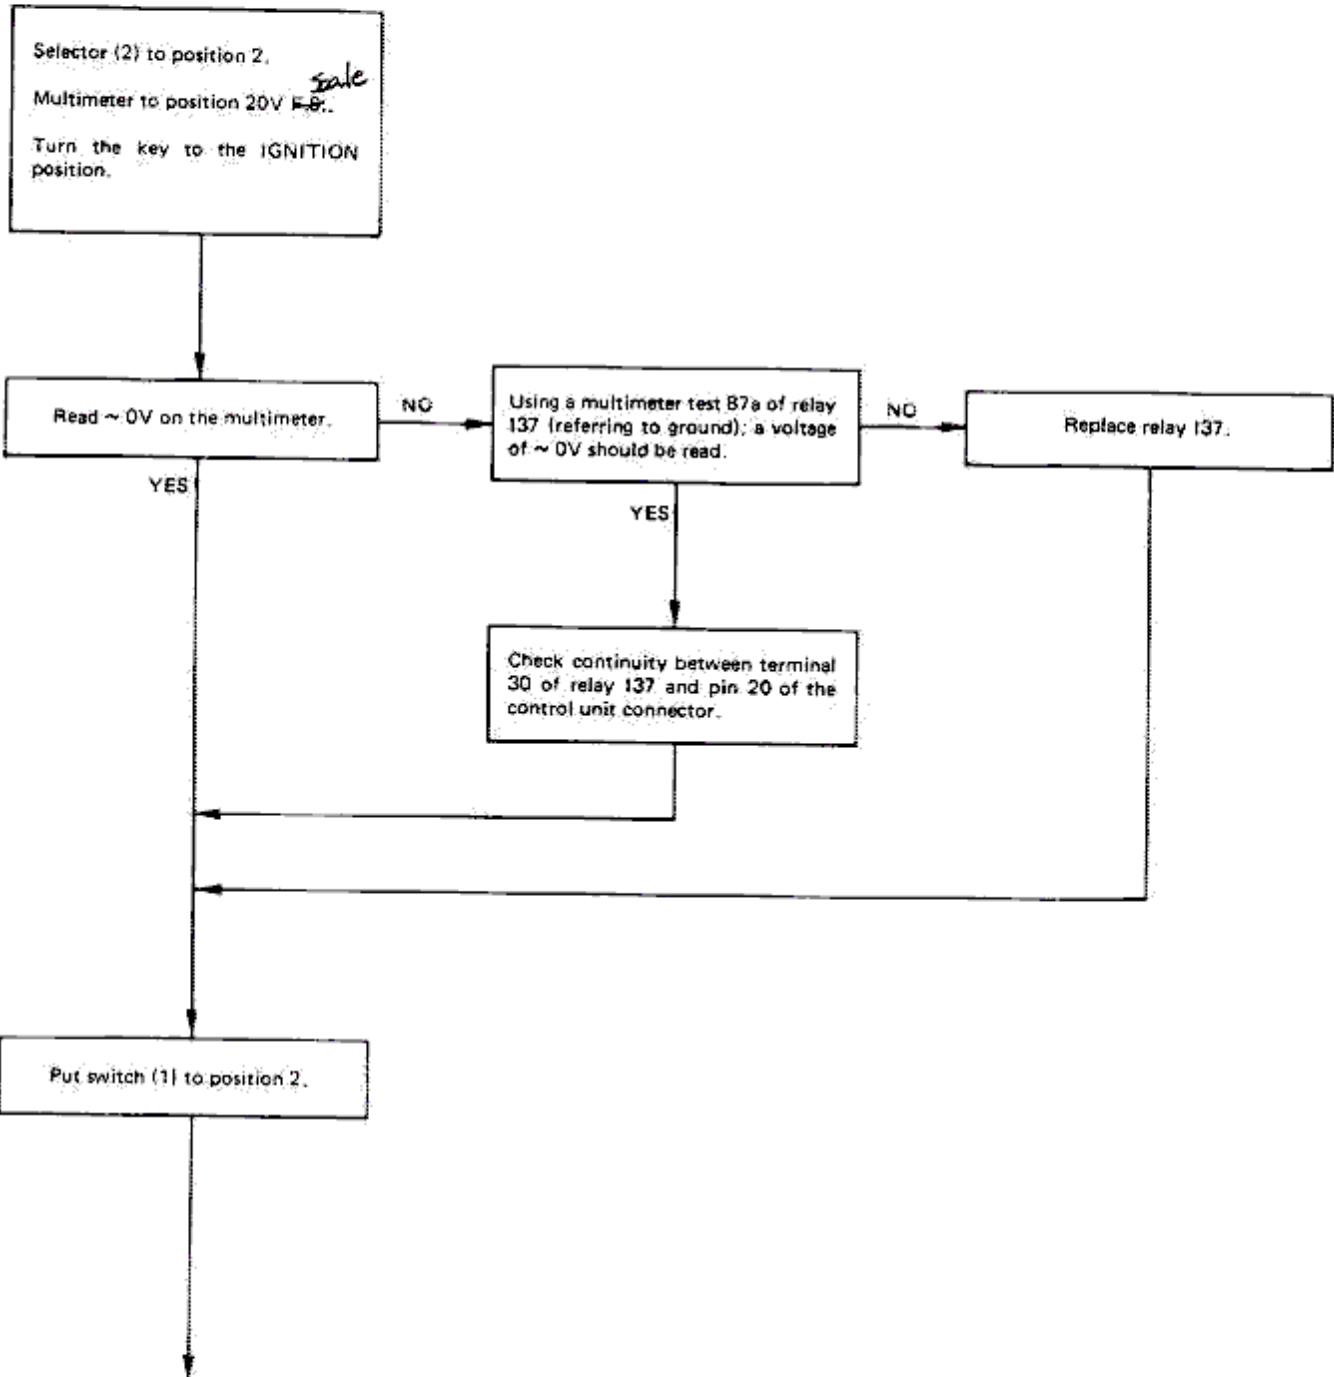 Selector (2) to position 2.
scale
Multimeter to position 20V F.S..
Turn the key to the IGNITION
position.
Read ~ 0V on the multimeter.
NO
Using a multimeter test 87a of relay
137 (referring to ground); a voltage
of ~ 0V should be read.
NO
Replace relay 137.
YES
YES
Check continuity between terminal
30 of relay 137 and pin 20 of the
control unit connector.
Put switch (1) to position 2.